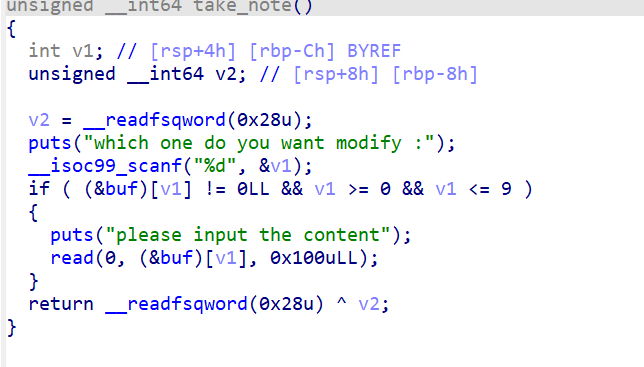 unsigned __int64 take_note()
{
int v1; // [rsp+4h] [rbp-Ch] BYREF
unsigned __int64 v2; // [rsp+8h] [rbp-8h]
v2 = __readfsqword(0x28u);
puts("which one do you want modify :");
__isoc99_scanf("%d", &v1);
if ( (&buf)[v1] != 0LL && v1 >= 0 && v1 <= 9 )
{
puts("please input the content");
read(0, (&buf)[v1], 0x100uLL);
}
return __readfsqword(0x28u) ^ v2;
}